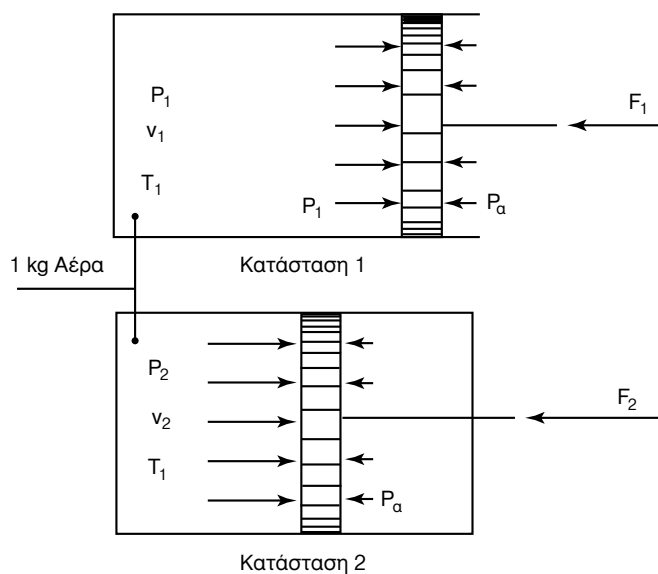 P₁
v₁
F₁
T₁
P₁
Pα
1 kg Αέρα
Κατάσταση 1
P₂
v₂
F₂
T₁
Pα
Κατάσταση 2